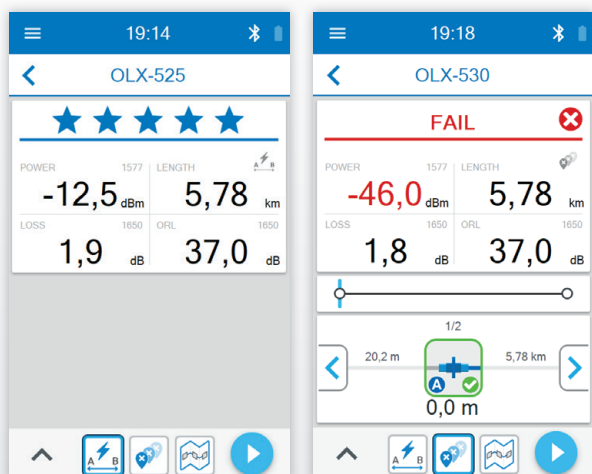 19:14
OLX-525
POWER 1577 LENGTH
A B
-12,5 dBm 5,78 km
LOSS 1650 ORL 1650
1,9 dB 37,0 dB
A B
19:18
OLX-530
FAIL
POWER 1577 LENGTH
-46,0 dBm 5,78 km
LOSS 1650 ORL 1650
1,8 dB 37,0 dB
1/2
20,2 m 5,78 km
A
0,0 m
A B